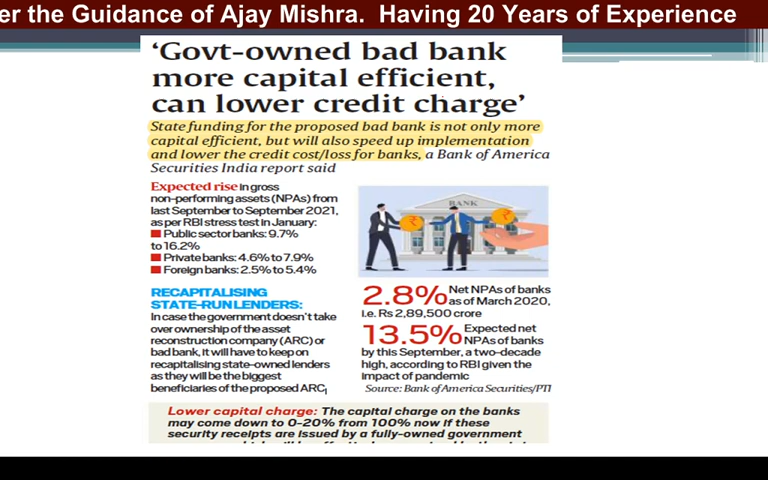 er the Guidance of Ajay Mishra. Having 20 Years of Experience
‘Govt-owned bad bank
more capital efficient,
can lower credit charge’
State funding for the proposed bad bank is not only more
capital efficient, but will also speed up implementation
and lower the credit cost/loss for banks, a Bank of America
Securities India report said
Expected rise in gross
non-performing assets (NPAs) from
last September to September 2021,
as per RBI stress test in January:
Public sector banks: 9.7%
to 16.2%
Private banks: 4.6% to 7.9%
Foreign banks: 2.5% to 5.4%
RECAPITALISING
STATE-RUN LENDERS:
In case the government doesn't take
over ownership of the asset
reconstruction company (ARC) or
bad bank, it will have to keep on
recapitalising state-owned lenders
as they will be the biggest
beneficiaries of the proposed ARC
BANK
2.8% Net NPAs of banks
as of March 2020,
i.e. Rs 2,89,500 crore
13.5% Expected net
NPAs of banks
by this September, a two-decade
high, according to RBI given the
impact of pandemic
Source: Bank of America Securities/PTI
Lower capital charge: The capital charge on the banks
may come down to 0-20% from 100% now if these
security receipts are issued by a fully-owned government